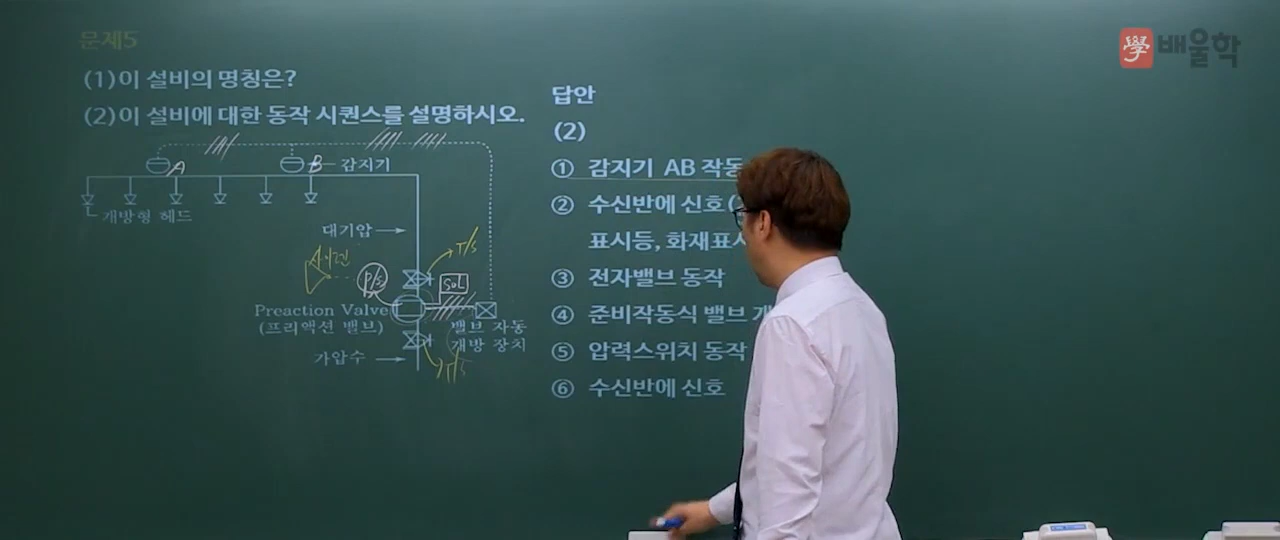 문제5
學 배울학
(1) 이 설비의 명칭은?
(2) 이 설비에 대한 동작 시퀀스를 설명하시오.
A
B
감지기
개방형 헤드
대기압
T/S
사이렌
P/S
SOL
Preaction Valve
(프리액션 밸브)
밸브 자동
개방 장치
가압수
T/S
답안
(2)
① 감지기 AB 작동
② 수신반에 신호(
표시등, 화재표시
③ 전자밸브 동작
④ 준비작동식 밸브 개
⑤ 압력스위치 동작
⑥ 수신반에 신호